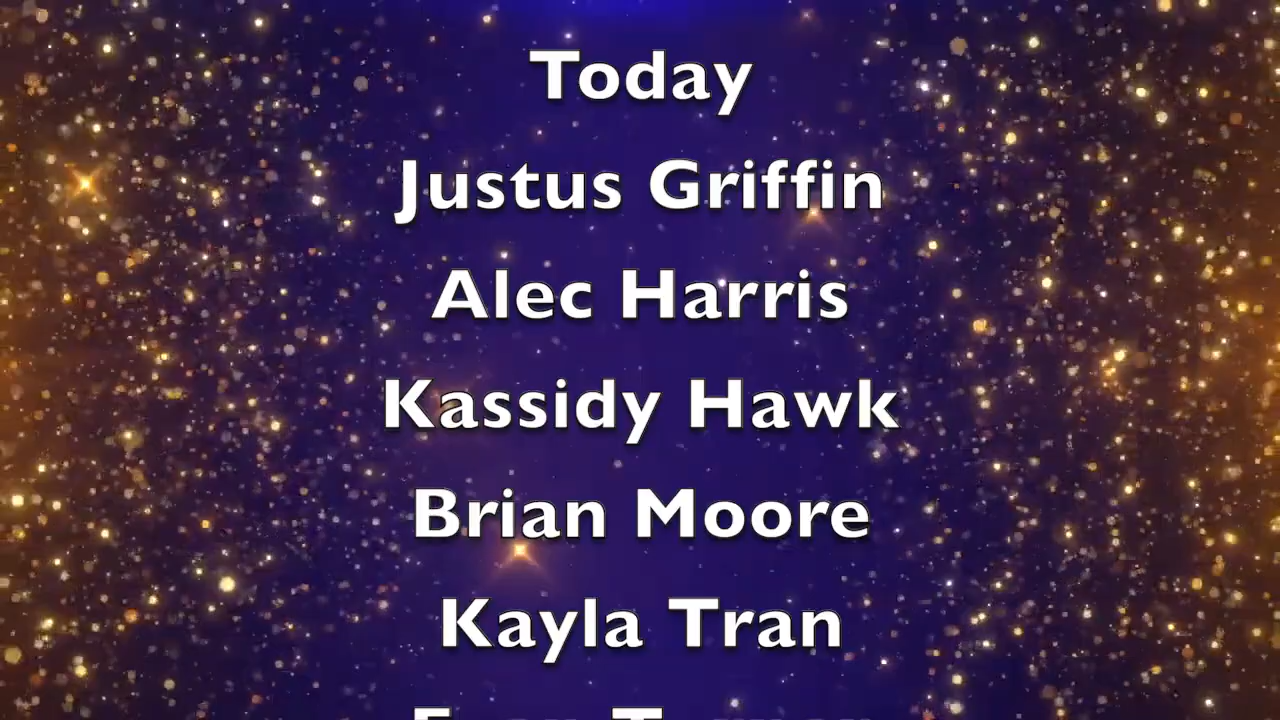 Today
Justus Griffin
Alec Harris
Kassidy Hawk
Brian Moore
Kayla Tran